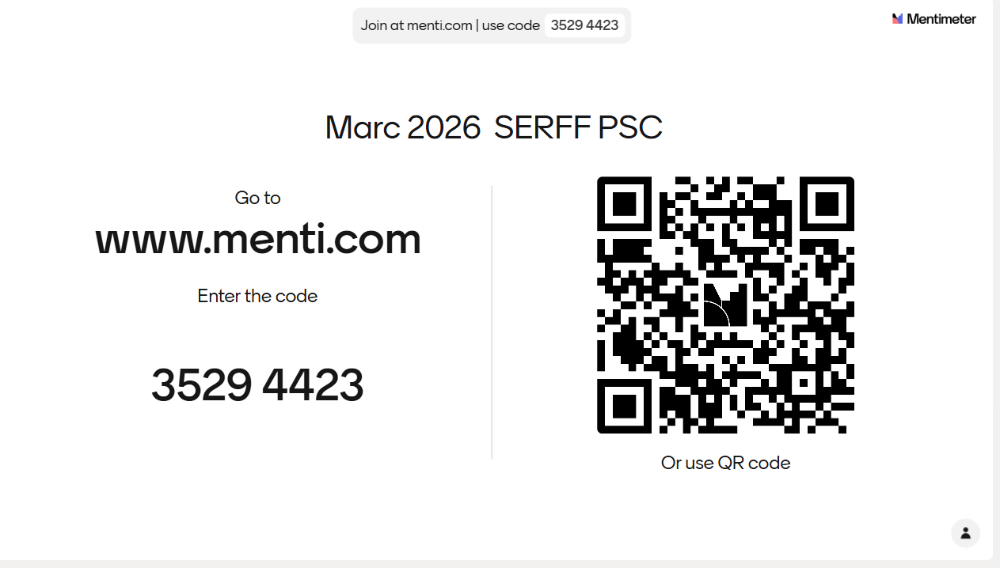 Join at menti.com | use code 3529 4423
Mentimeter
Marc 2026 SERFF PSC
Go to
www.menti.com
Enter the code
3529 4423
Or use QR code